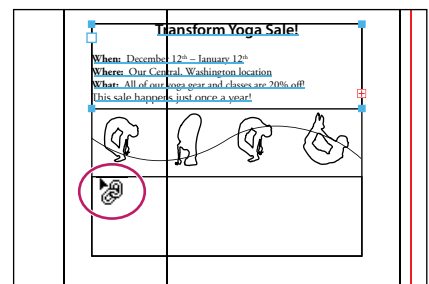 Transform Yoga Sale!
When: December 12th – January 12th
Where: Our Central, Washington location
What: All of our yoga gear and classes are 20% off!
This sale happens just once a year!